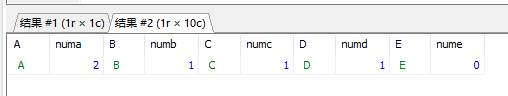 结果 #1 (1r × 1c) 结果 #2 (1r × 10c)
A numa B numb C numc D numd E nume
A 2 B 1 C 1 D 1 E 0